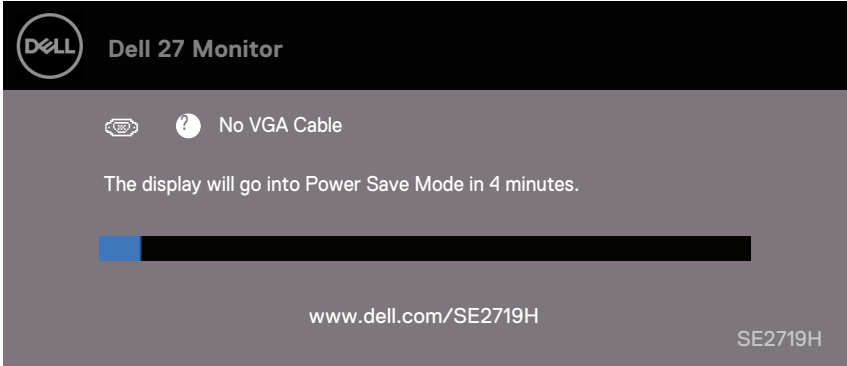 DELL
Dell 27 Monitor
? No VGA Cable
The display will go into Power Save Mode in 4 minutes.
www.dell.com/SE2719H
SE2719H